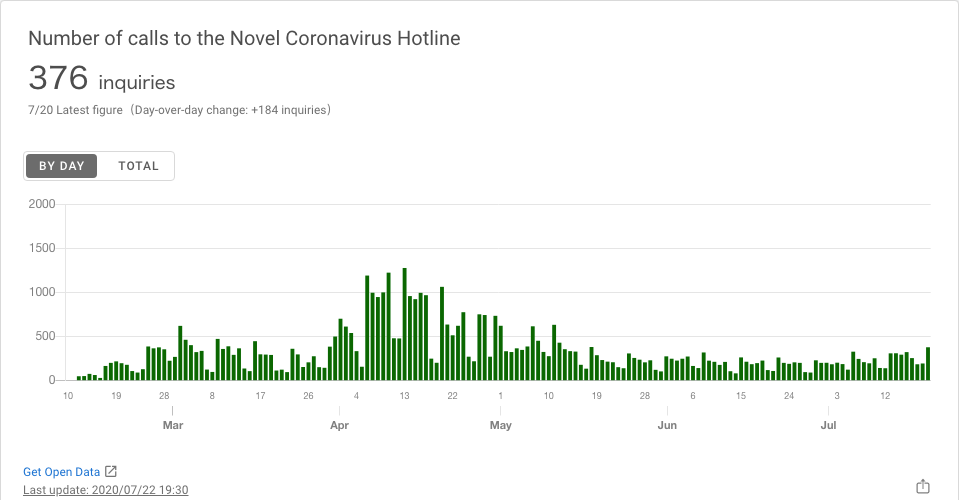 Number of calls to the Novel Coronavirus Hotline
376 inquiries
7/20 Latest figure（Day-over-day change: +184 inquiries）
BY DAY TOTAL
2000
1500
1000
500
0
10 19 28 8 17 26 4 13 22 1 10 19 28 6 15 24 3 12
Mar Apr May Jun Jul
Get Open Data
Last update: 2020/07/22 19:30